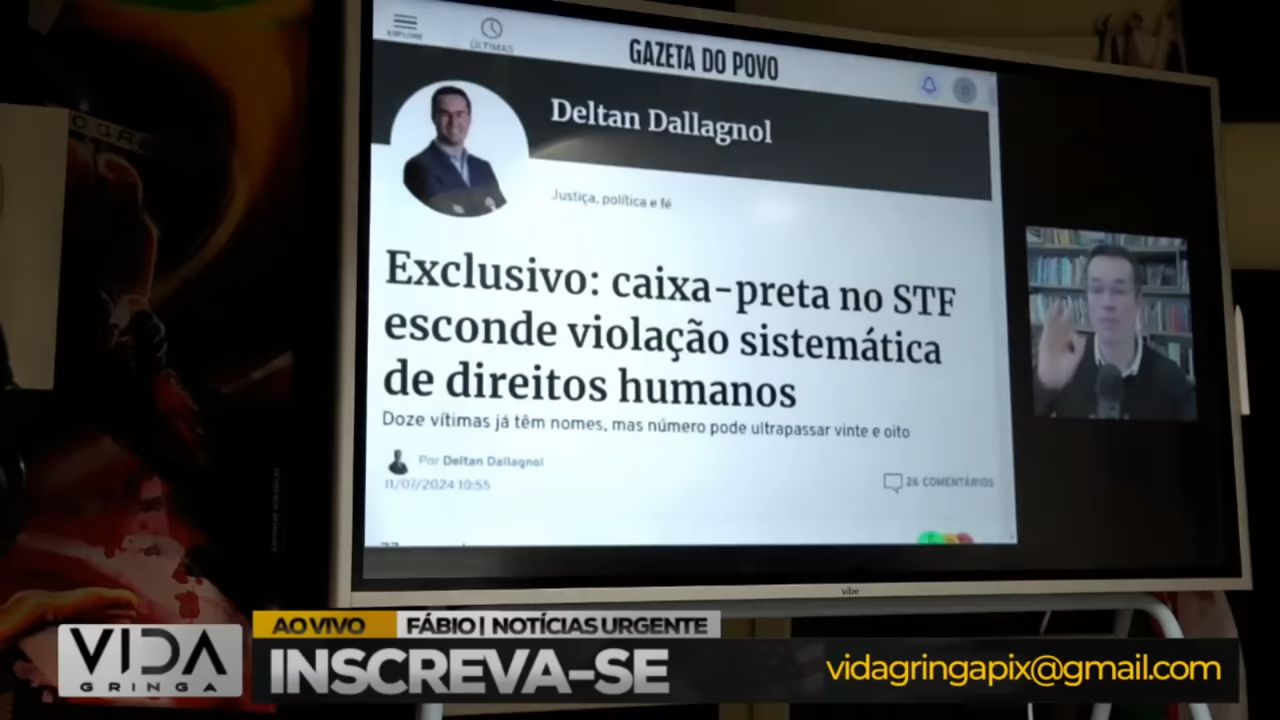 EXPLORE
ÚLTIMAS
GAZETA DO POVO
D
Deltan Dallagnol
Justiça, política e fé
Exclusivo: caixa-preta no STF
esconde violação sistemática
de direitos humanos
Doze vítimas já têm nomes, mas número pode ultrapassar vinte e oito
Por Deltan Dallagnol
11/07/2024 10:55
26 COMENTÁRIOS
vibe
VIDA
GRINGA
AO VIVO
FÁBIO| NOTÍCIAS URGENTE
INSCREVA-SE
vidagringapix@gmail.com